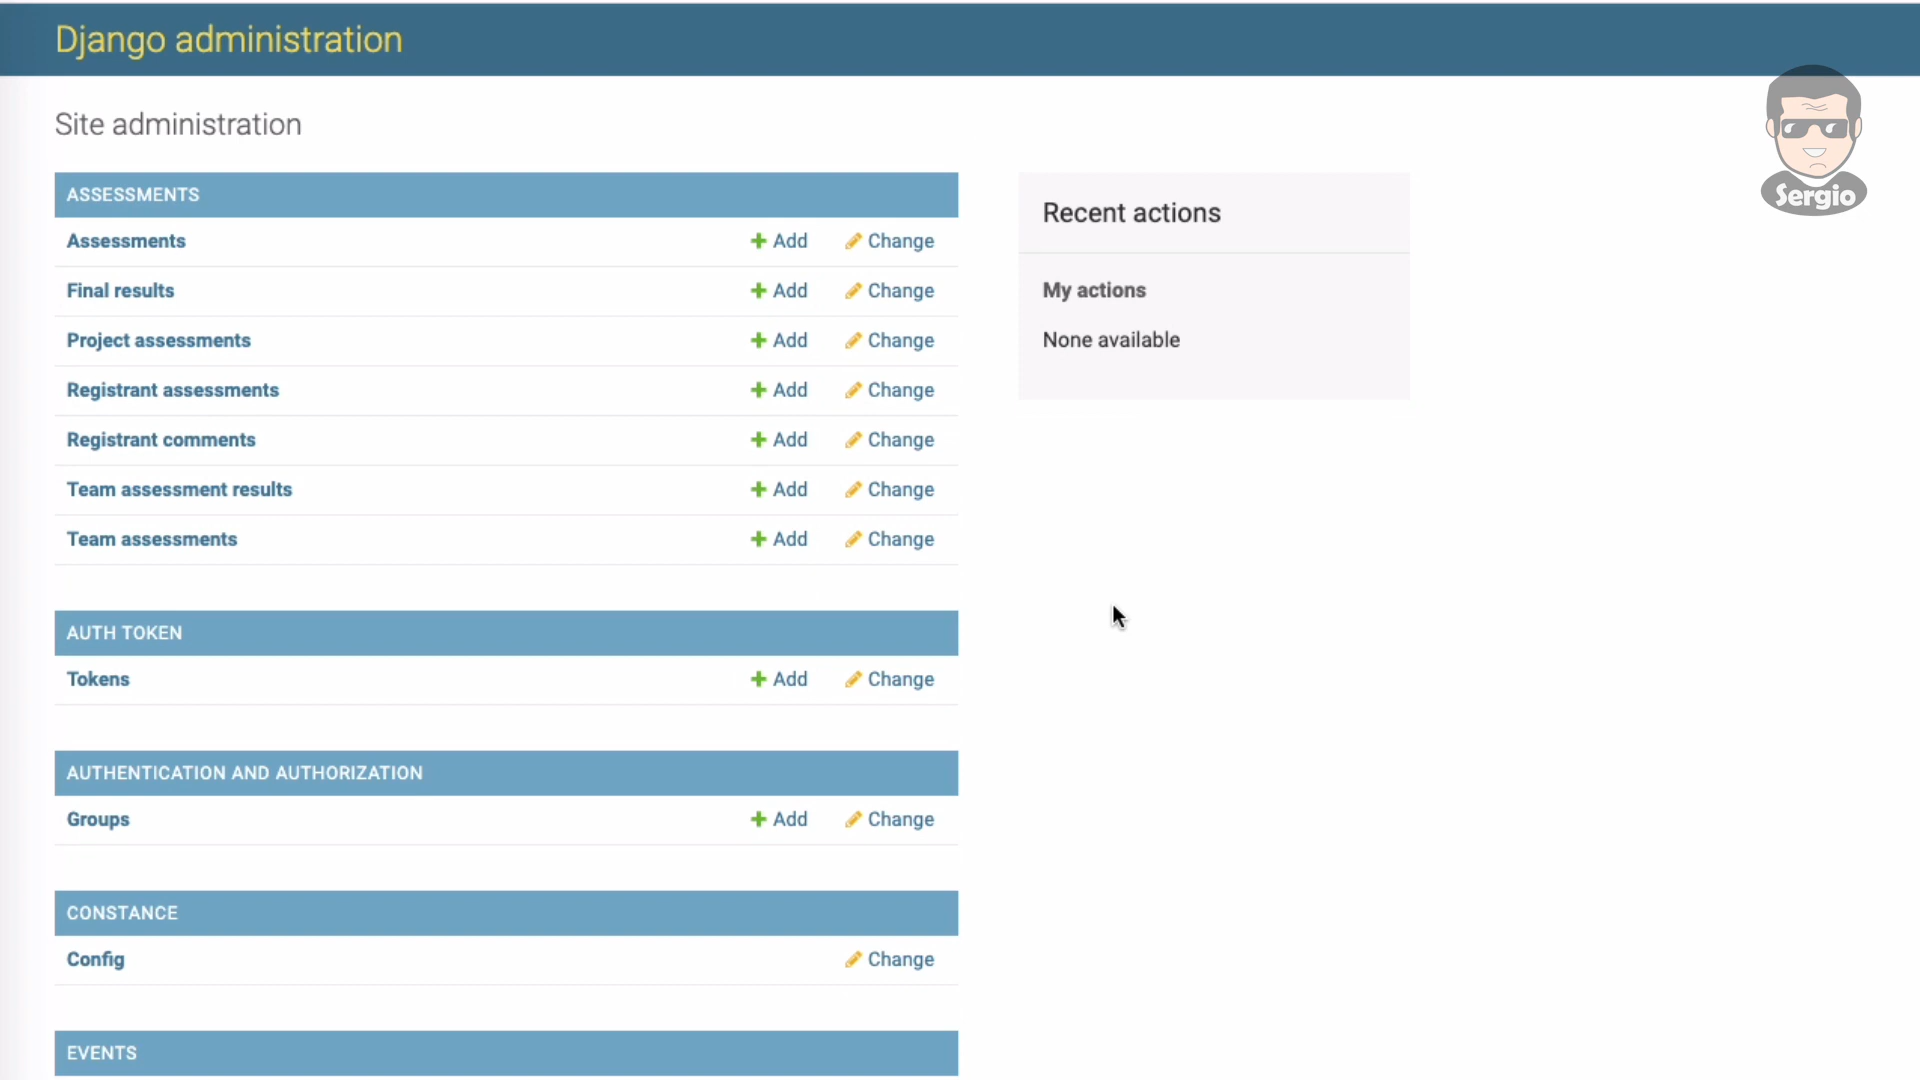 Django administration
Sergio
Site administration
ASSESSMENTS
Assessments Add Change
Final results Add Change
Project assessments Add Change
Registrant assessments Add Change
Registrant comments Add Change
Team assessment results Add Change
Team assessments Add Change
AUTH TOKEN
Tokens Add Change
AUTHENTICATION AND AUTHORIZATION
Groups Add Change
CONSTANCE
Config Change
EVENTS
Recent actions
My actions
None available